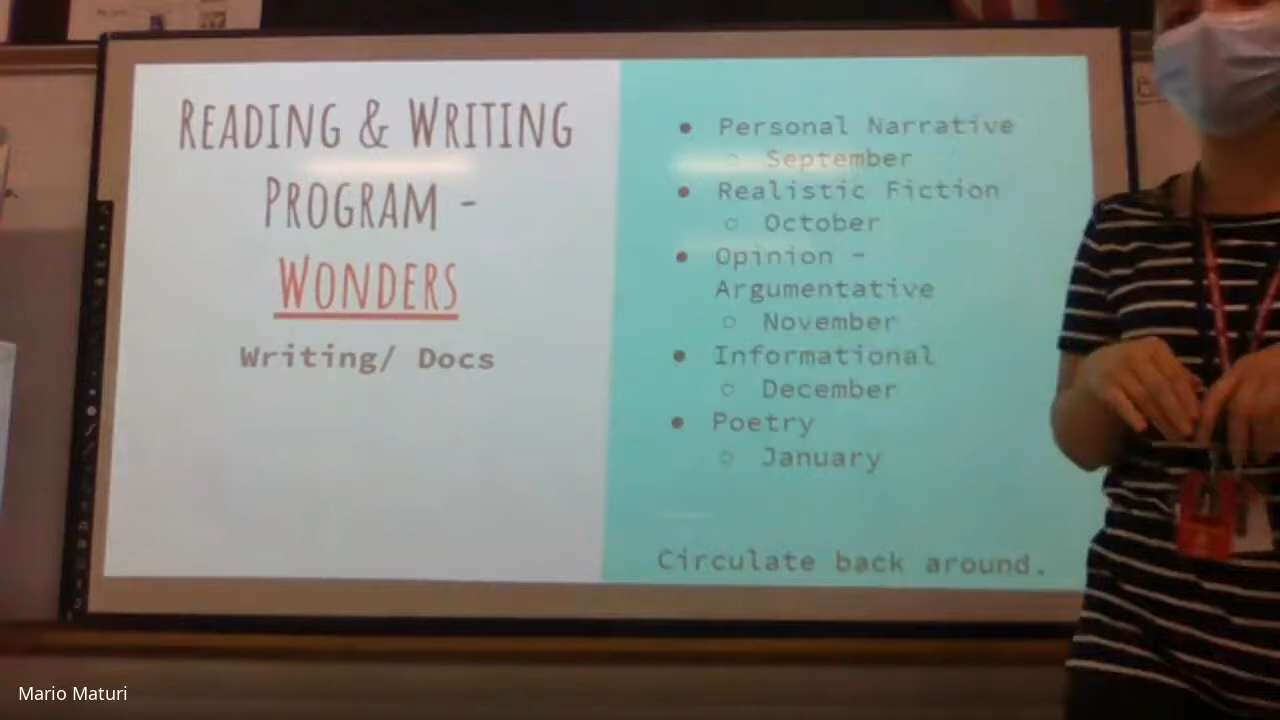 READING & WRITING
PROGRAM -
WONDERS
Writing/ Docs
Personal Narrative
September
Realistic Fiction
October
Opinion -
Argumentative
November
Informational
December
Poetry
January
Circulate back around.
Mario Maturi